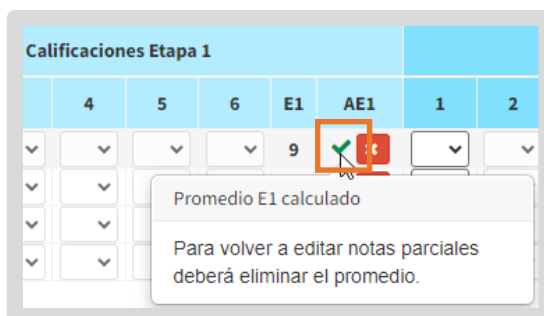 Calificaciones Etapa 1
4 5 6 E1 AE1 1 2
9
Promedio E1 calculado
Para volver a editar notas parciales
deberá eliminar el promedio.